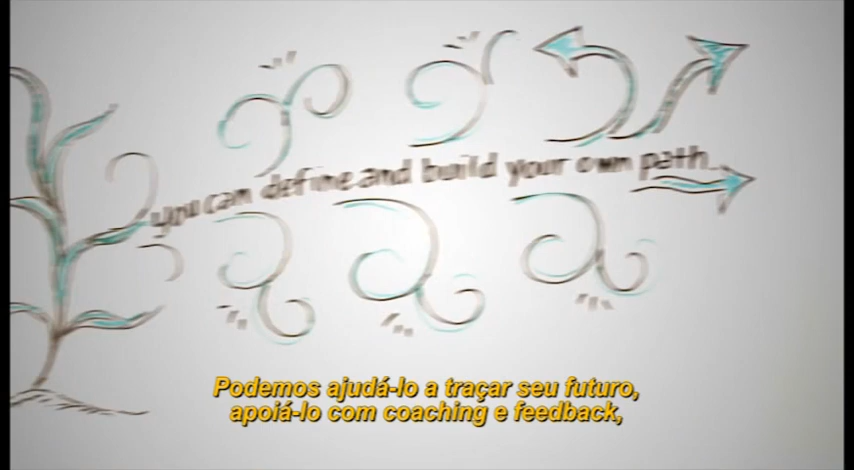 you can define and build your own path...
Podemos ajudá-lo a traçar seu futuro,
apoiá-lo com coaching e feedback,